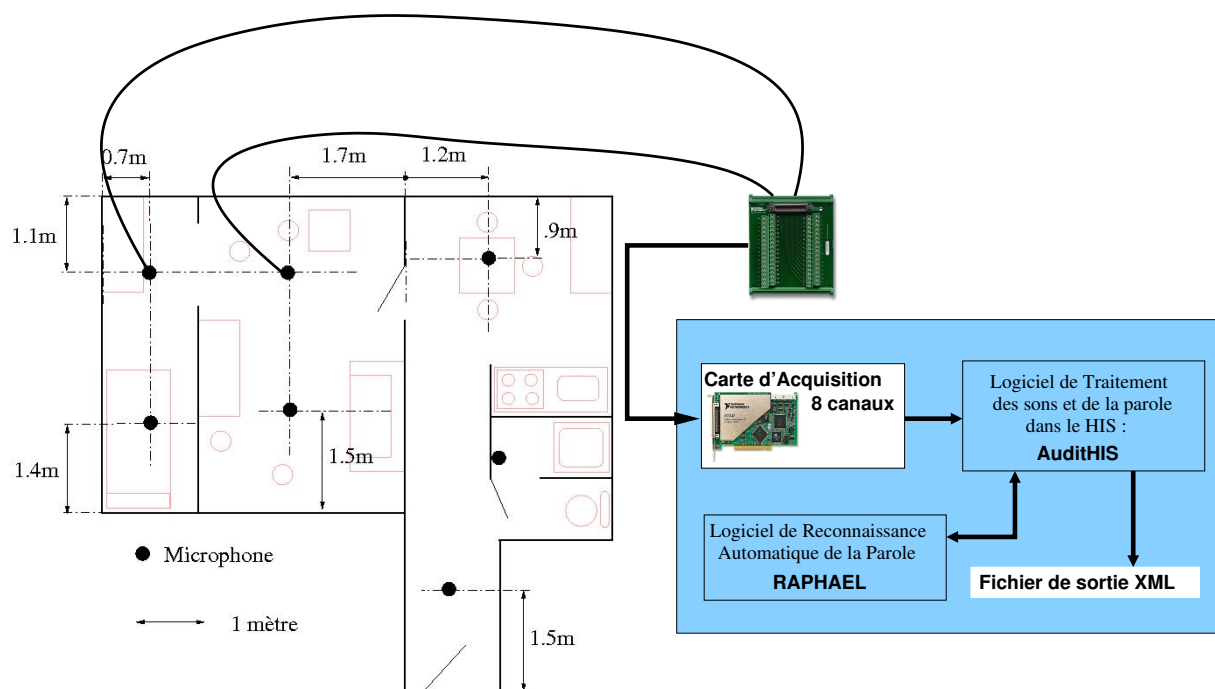 0.7m
1.7m
1.2m
1.1m
.9m
1.4m
1.5m
Microphone
1 mètre
1.5m
Carte d'Acquisition
8 canaux
Logiciel de Traitement
des sons et de la parole
dans le HIS :
AuditHIS
Logiciel de Reconnaissance
Automatique de la Parole
RAPHAEL
Fichier de sortie XML